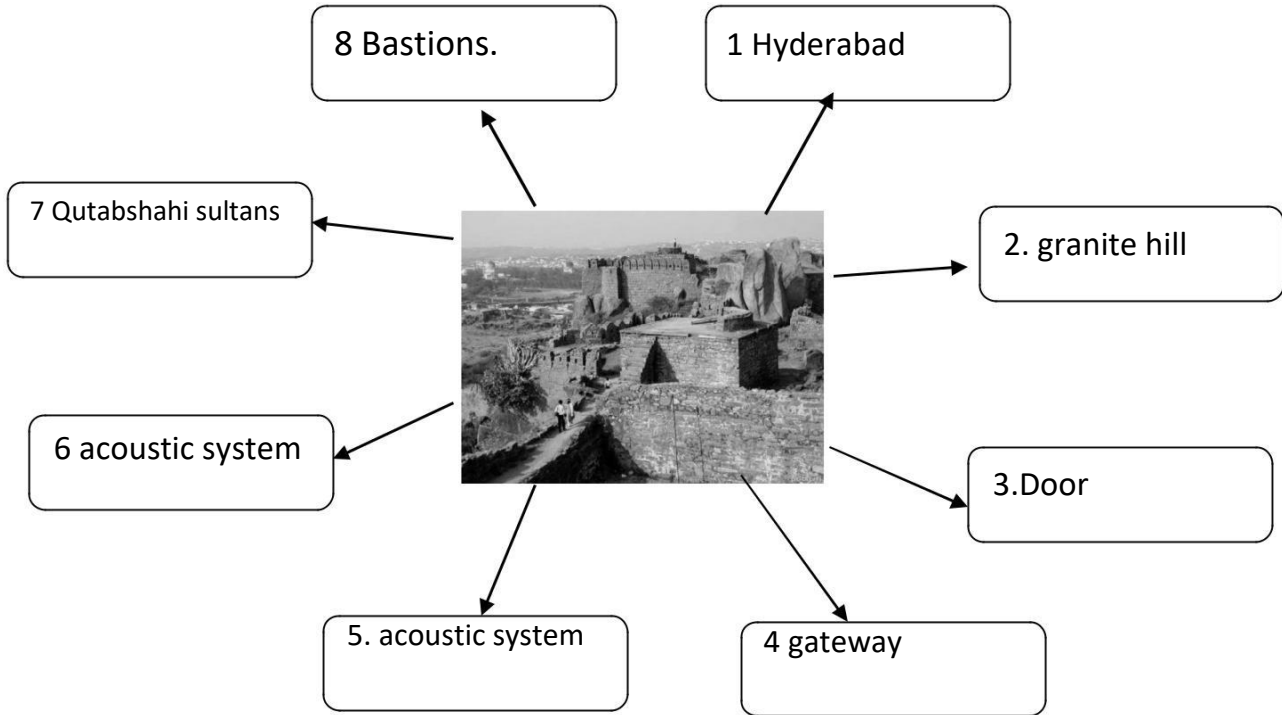 8 Bastions.
1 Hyderabad
7 Qutabshahi sultans
2. granite hill
6 acoustic system
3.Door
5. acoustic system
4 gateway